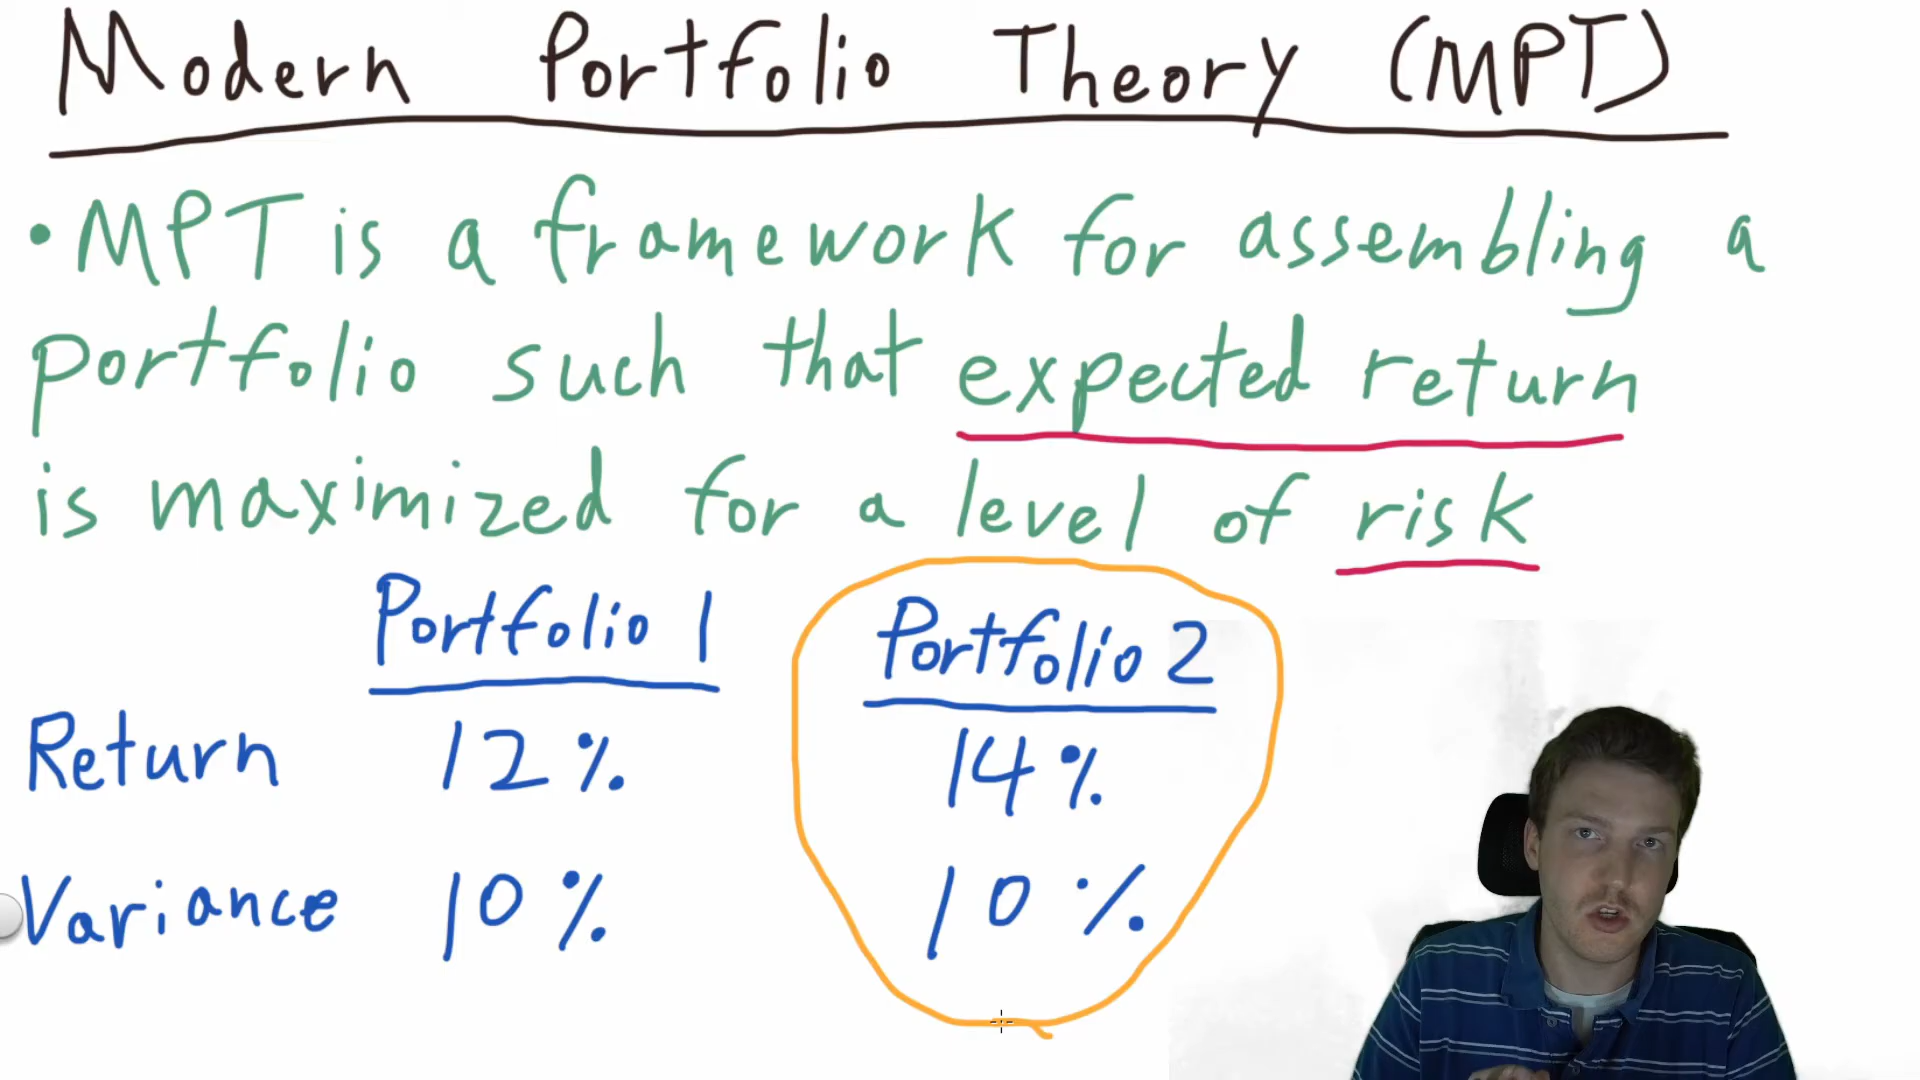 Modern Portfolio Theory (MPT)
• MPT is a framework for assembling a
portfolio such that expected return
is maximized for a level of risk
Portfolio 1 Portfolio 2
Return 12% 14%
Variance 10% 10%